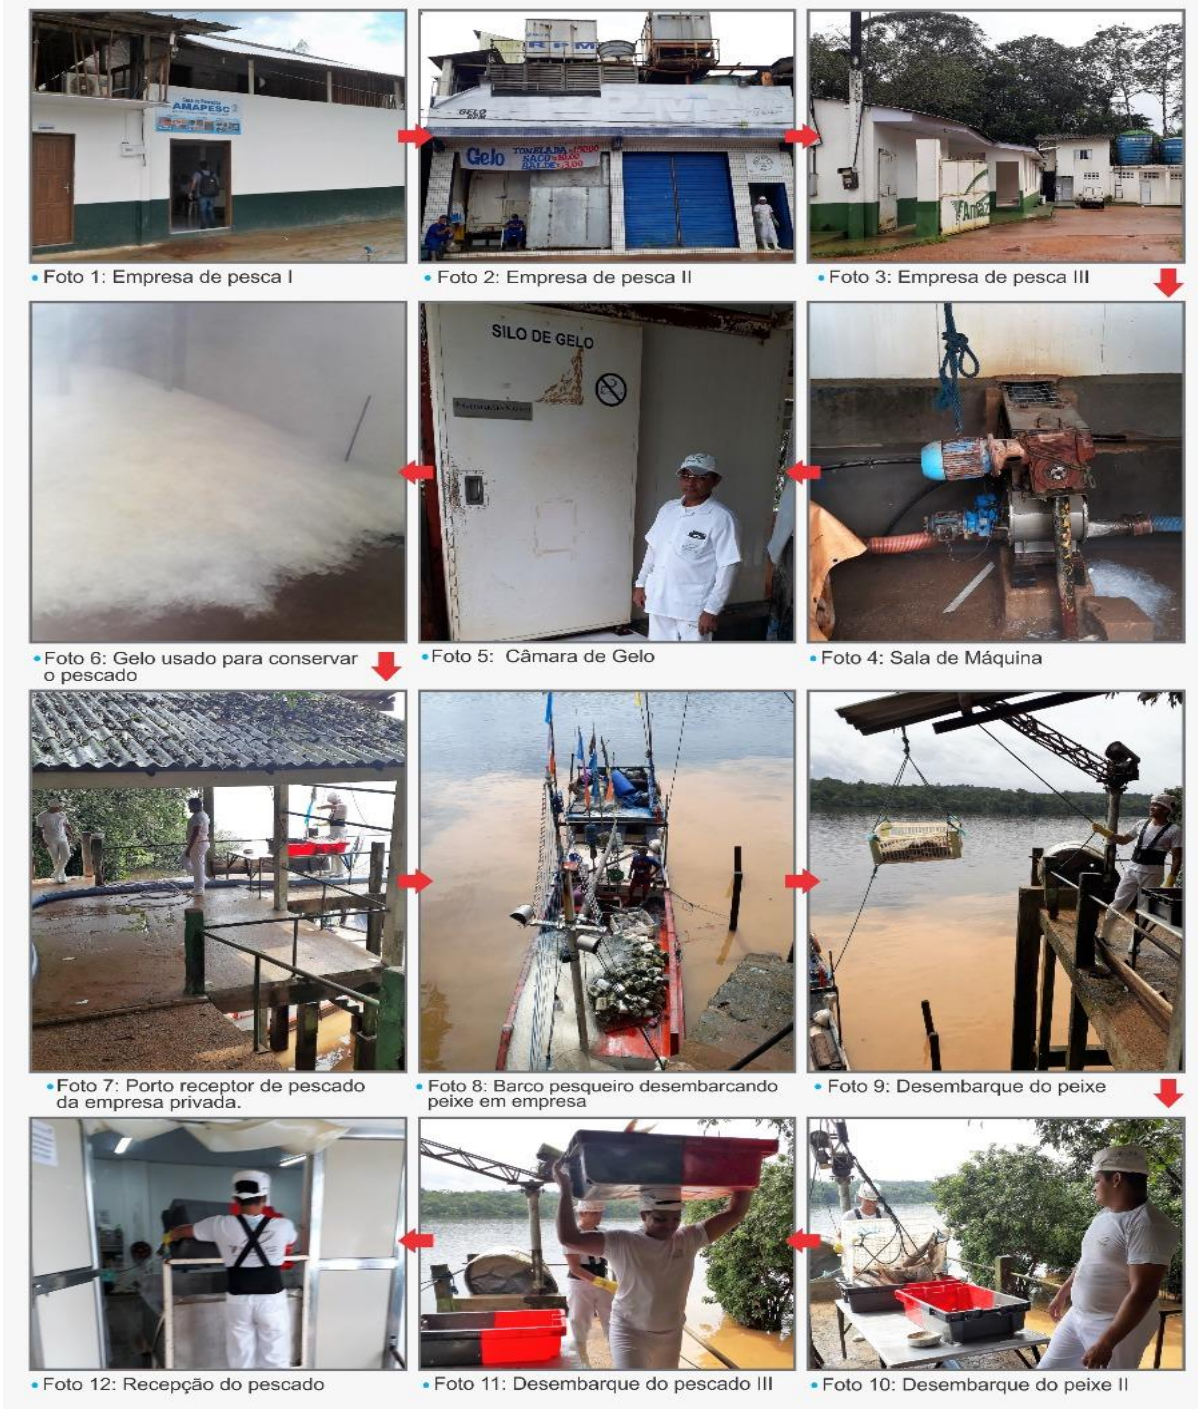 AMAPESC
RPM
GELO
Gelo
TONELADA
SACO
BALDE
• Foto 1: Empresa de pesca I
• Foto 2: Empresa de pesca II
• Foto 3: Empresa de pesca III
SILO DE GELO
• Foto 6: Gelo usado para conservar
o pescado
• Foto 5: Câmara de Gelo
• Foto 4: Sala de Máquina
• Foto 7: Porto receptor de pescado
da empresa privada.
• Foto 8: Barco pesqueiro desembarcando
peixe em empresa
• Foto 9: Desembarque do peixe
• Foto 12: Recepção do pescado
• Foto 11: Desembarque do pescado III
• Foto 10: Desembarque do peixe II